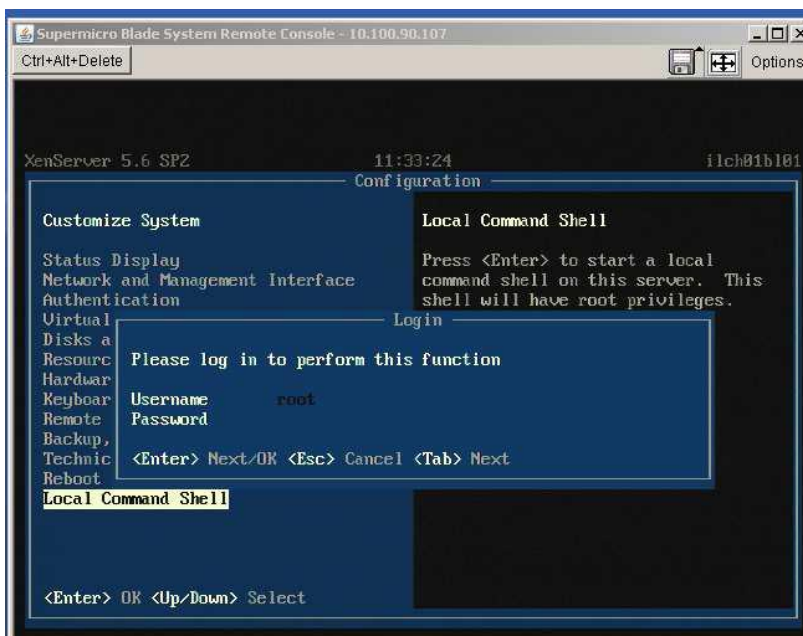 Supermicro Blade System Remote Console - 10.100.90.107
Ctrl+Alt+Delete
Options
XenServer 5.6 SP2 11:33:24 ilch01bl01
Configuration
Customize System
Local Command Shell
Status Display
Network and Management Interface
Authentication
Virtual
Disks a
Resourc
Hardwar
Keyboar
Remote
Backup,
Technic
Reboot
Local Command Shell
Press <Enter> to start a local
command shell on this server. This
shell will have root privileges.
Login
Please log in to perform this function
Username root
Password
<Enter> Next/OK <Esc> Cancel <Tab> Next
<Enter> OK <Up/Down> Select